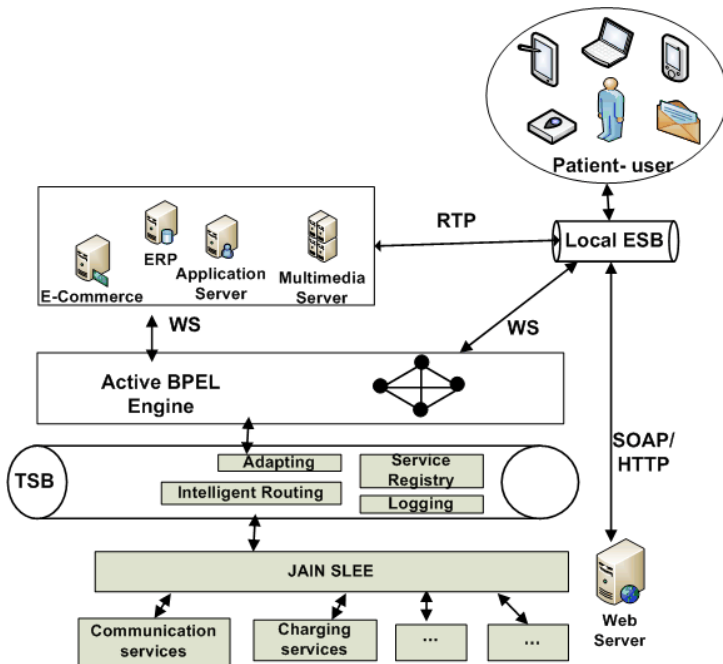 Patient- user
RTP
Local ESB
ERP
Application
Server
Multimedia
Server
E-Commerce
WS
WS
Active BPEL
Engine
SOAP/
HTTP
TSB
Adapting
Service
Registry
Intelligent Routing
Logging
JAIN SLEE
Web
Server
Communication
services
Charging
services
...
...